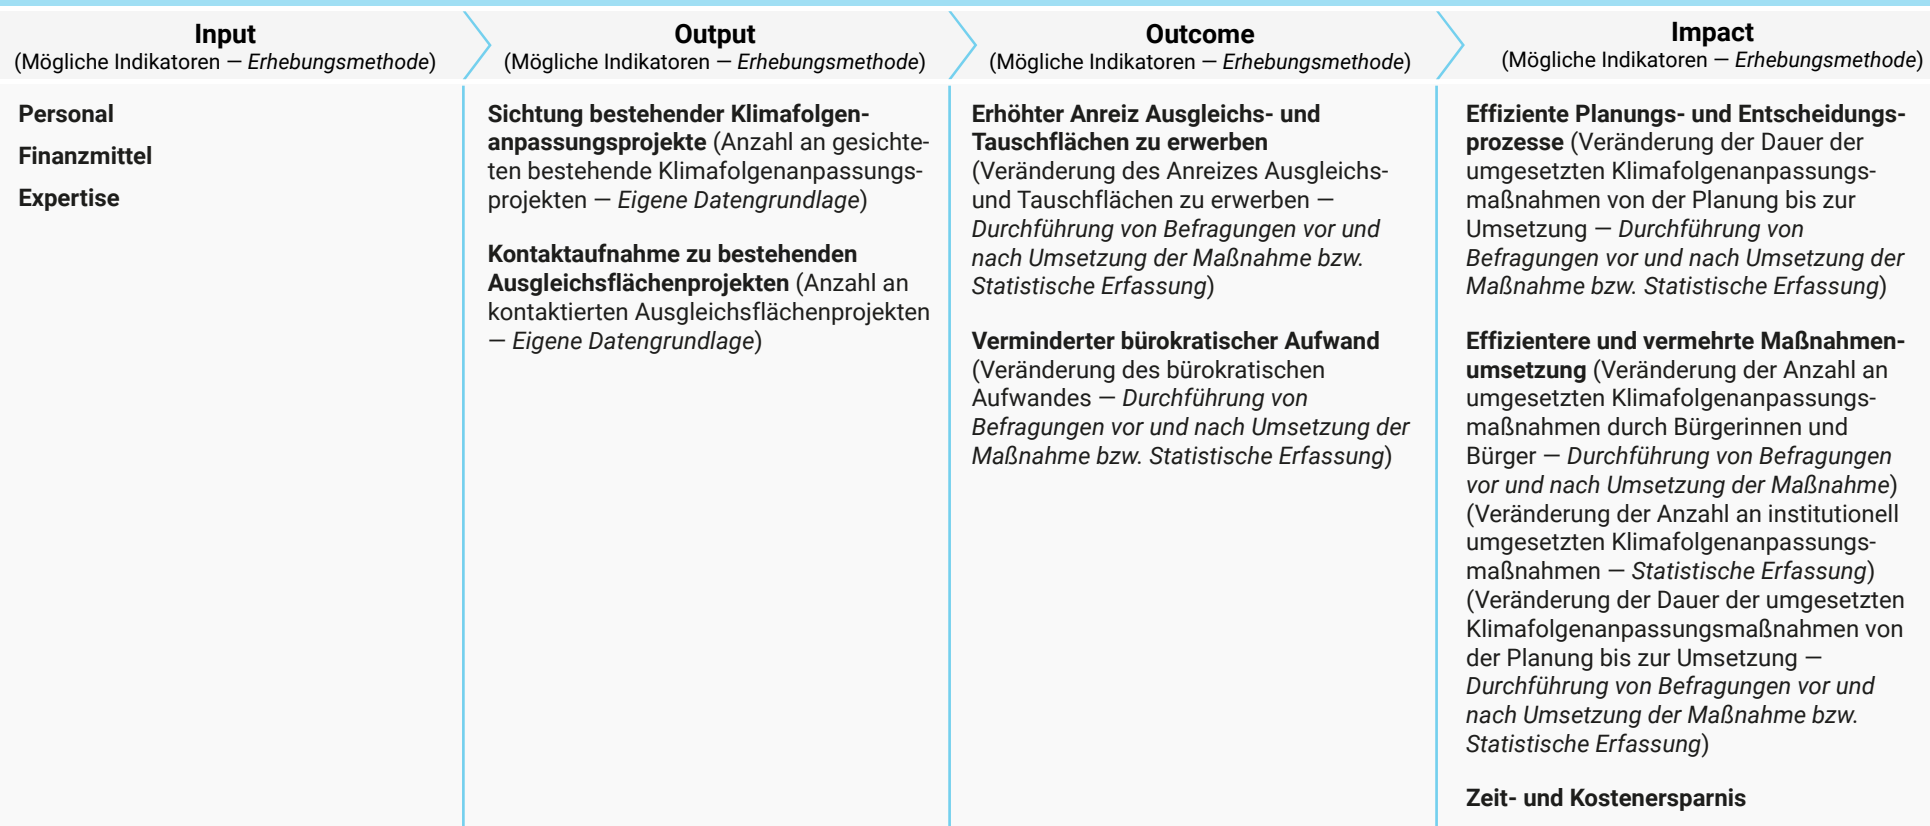 Input
(Mögliche Indikatoren — Erhebungsmethode)
Personal
Finanzmittel
Expertise
Output
(Mögliche Indikatoren — Erhebungsmethode)
Sichtung bestehender Klimafolgen-
anpassungsprojekte (Anzahl an gesichte-
ten bestehende Klimafolgenanpassungs-
projekten — Eigene Datengrundlage)
Kontaktaufnahme zu bestehenden
Ausgleichsflächenprojekten (Anzahl an
kontaktierten Ausgleichsflächenprojekten
— Eigene Datengrundlage)
Outcome
(Mögliche Indikatoren — Erhebungsmethode)
Erhöhter Anreiz Ausgleichs- und
Tauschflächen zu erwerben
(Veränderung des Anreizes Ausgleichs-
und Tauschflächen zu erwerben —
Durchführung von Befragungen vor und
nach Umsetzung der Maßnahme bzw.
Statistische Erfassung)
Verminderter bürokratischer Aufwand
(Veränderung des bürokratischen
Aufwandes — Durchführung von
Befragungen vor und nach Umsetzung der
Maßnahme bzw. Statistische Erfassung)
Impact
(Mögliche Indikatoren — Erhebungsmethode)
Effiziente Planungs- und Entscheidungs-
prozesse (Veränderung der Dauer der
umgesetzten Klimafolgenanpassungs-
maßnahmen von der Planung bis zur
Umsetzung — Durchführung von
Befragungen vor und nach Umsetzung der
Maßnahme bzw. Statistische Erfassung)
Effizientere und vermehrte Maßnahmen-
umsetzung (Veränderung der Anzahl an
umgesetzten Klimafolgenanpassungs-
maßnahmen durch Bürgerinnen und
Bürger — Durchführung von Befragungen
vor und nach Umsetzung der Maßnahme)
(Veränderung der Anzahl an institutionell
umgesetzten Klimafolgenanpassungs-
maßnahmen — Statistische Erfassung)
(Veränderung der Dauer der umgesetzten
Klimafolgenanpassungsmaßnahmen von
der Planung bis zur Umsetzung —
Durchführung von Befragungen vor und
nach Umsetzung der Maßnahme bzw.
Statistische Erfassung)
Zeit- und Kostenersparnis